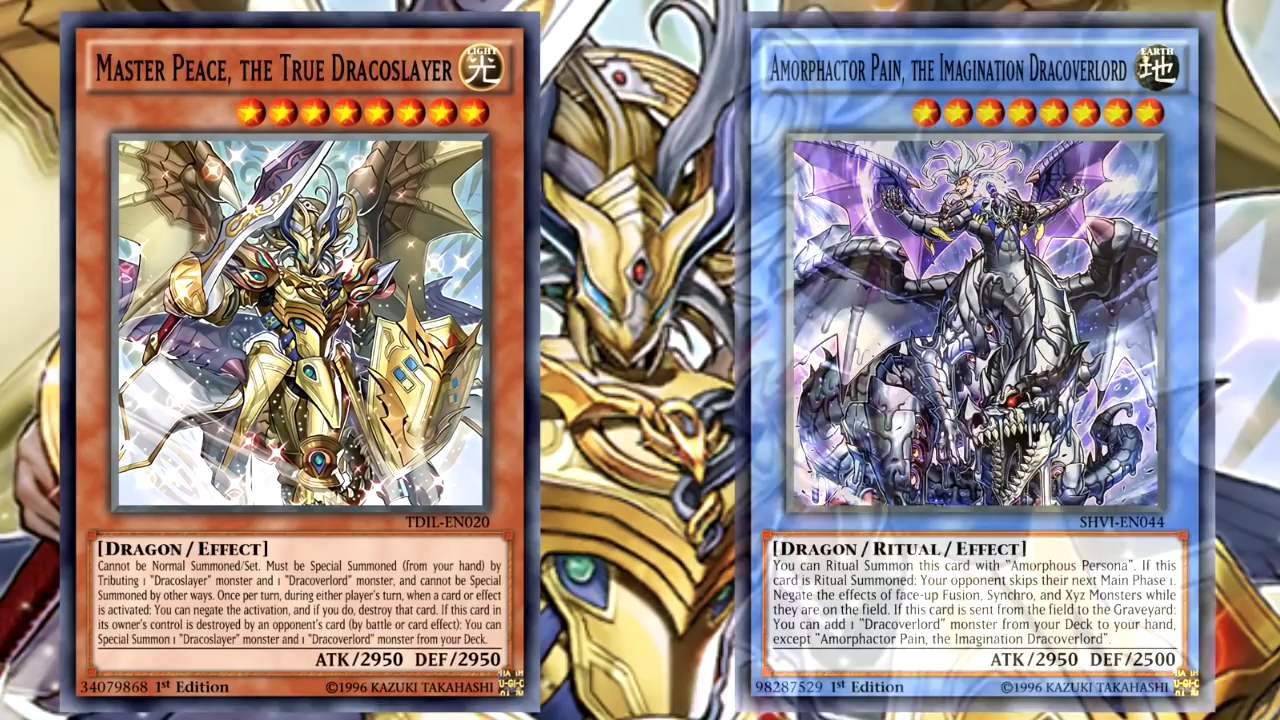 MASTER PEACE, THE TRUE DRACOSLAYER
LIGHT
光
TDIL-EN020
[DRAGON / EFFECT]
Cannot be Normal Summoned/Set. Must be Special Summoned (from your hand) by
Tributing 1 "Dracoslayer" monster and 1 "Dracoverlord" monster, and cannot be Special
Summoned by other ways. Once per turn, during either player's turn, when a card or effect
is activated: You can negate the activation, and if you do, destroy that card. If this card in
its owner's control is destroyed by an opponent's card (by battle or card effect): You can
Special Summon 1 "Dracoslayer" monster and 1 "Dracoverlord" monster from your Deck.
ATK/2950 DEF/2950
34079868 1st Edition ©1996 KAZUKI TAKAHASHI
AMORPHACTOR PAIN, THE IMAGINATION DRACOVERLORD
EARTH
地
SHVI-EN044
[DRAGON / RITUAL / EFFECT]
You can Ritual Summon this card with "Amorphous Persona". If this
card is Ritual Summoned: Your opponent skips their next Main Phase 1.
Negate the effects of face-up Fusion, Synchro, and Xyz Monsters while
they are on the field. If this card is sent from the field to the Graveyard:
You can add 1 "Dracoverlord" monster from your Deck to your hand,
except "Amorphactor Pain, the Imagination Dracoverlord".
ATK/2950 DEF/2500
98287529 1st Edition ©1996 KAZUKI TAKAHASHI